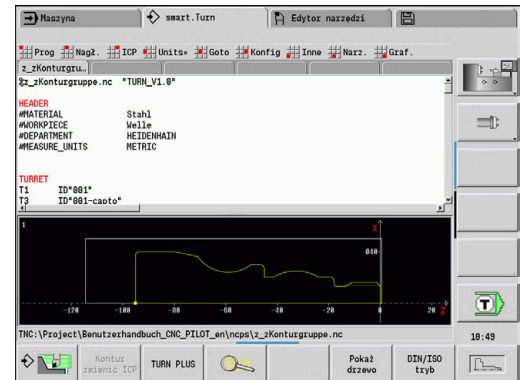 Maszyna smart.Turn Edytor narzędzi
Prog Nagł. ICP Units» Goto Konfig Inne Narz. Graf.
z_zKonturgru…
%z_zKonturgruppe.nc "TURN_V1.0"
HEADER
#MATERIAL Stahl
#WORKPIECE Welle
#DEPARTMENT HEIDENHAIN
#MEASURE_UNITS METRIC
TURRET
T1 ID"001"
T3 ID"001-capto"
1
X
Ø40
-120 -100 -80 -60 -40 -20 0 20 Z
TNC:\Project\Benutzerhandbuch_CNC_PILOT_en\ncps\z_zKonturgruppe.nc
10:49
Kontur zmienić ICP
TURN PLUS
Pokaż drzewo
DIN/ISO tryb
T